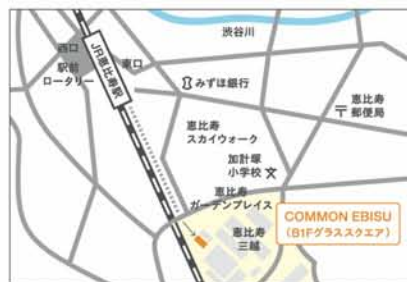 渋谷川
西口
駅前
ロータリー
JR恵比寿駅
東口
みずほ銀行
恵比寿
スカイウォーク
恵比寿
郵便局
加計塚
小学校
恵比寿
ガーデンプレイス
恵比寿
三越
COMMON EBISU
(B1Fグラススクエア)